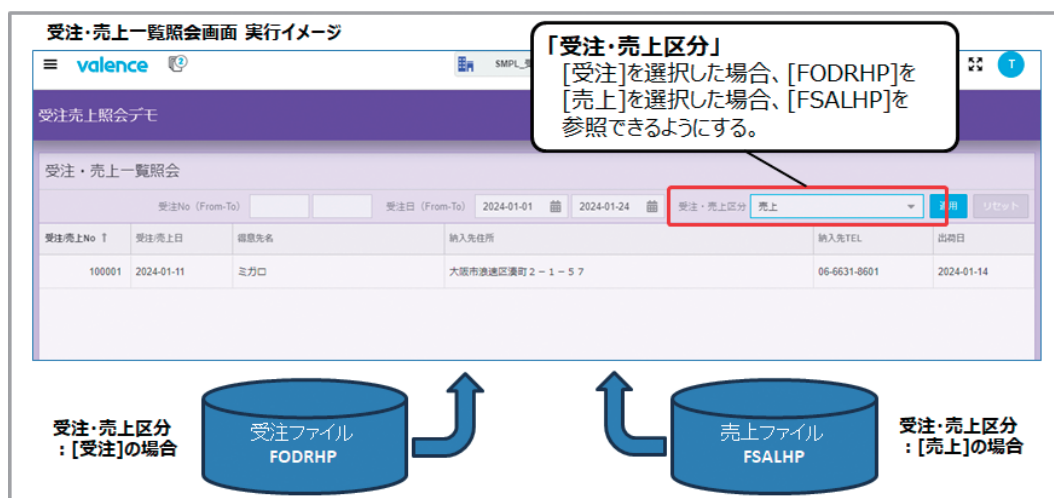 受注・売上一覧照会画面 実行イメージ
valence 2
SMPL_
T
「受注・売上区分」
[受注]を選択した場合、[FODRHP]を
[売上]を選択した場合、[FSALHP]を
参照できるようにする。
受注売上照会デモ
受注・売上一覧照会
受注No (From-To) 受注日 (From-To) 2024-01-01 2024-01-24 受注・売上区分 売上 適用 リセット
受注/売上No ↑ 受注/売上日 得意先名 納入先住所 納入先TEL 出荷日
100001 2024-01-11 ミガロ 大阪市浪速区湊町2-1-57 06-6631-8601 2024-01-14
受注・売上区分
:[受注]の場合
受注ファイル
FODRHP
売上ファイル
FSALHP
受注・売上区分
:[売上]の場合